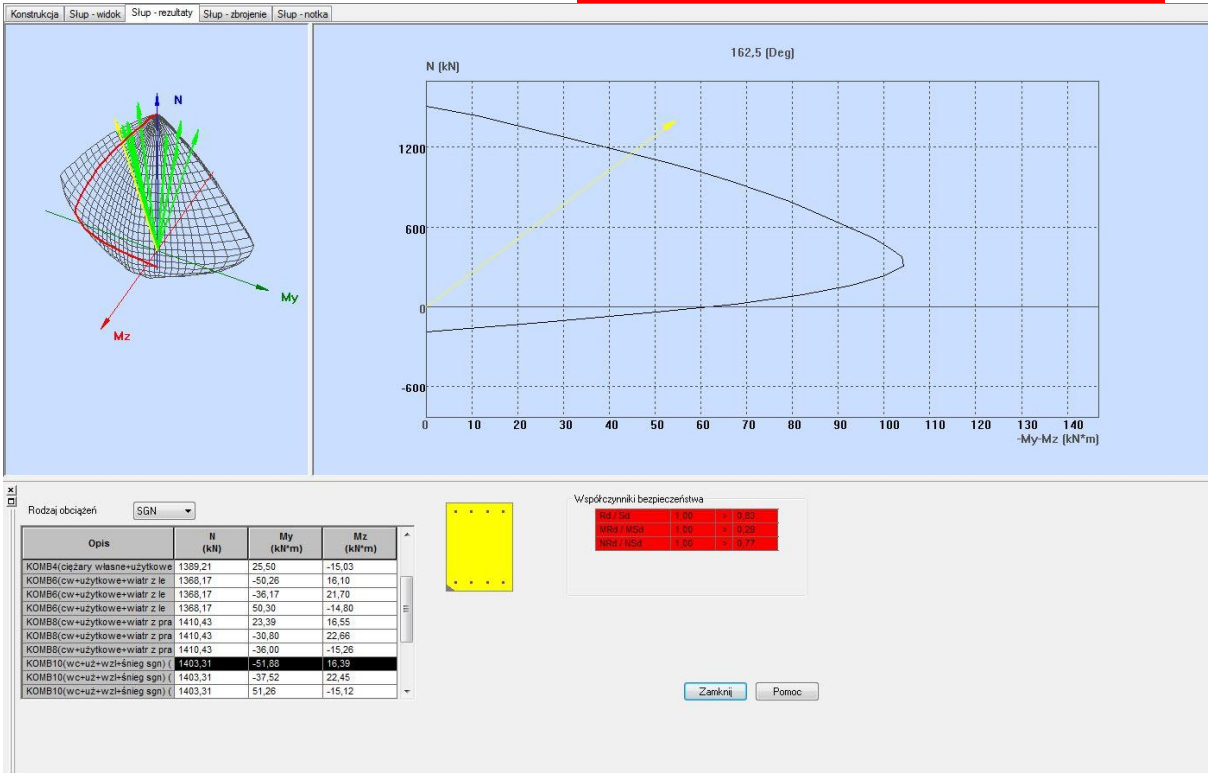 Konstrukcja Słup - widok Słup - rezultaty Słup - zbrojenie Słup - notka
N
My
Mz
162,5 (Deg)
N (kN)
1200
600
0
-600
0 10 20 30 40 50 60 70 80 90 100 110 120 130 140
-My-Mz (kN*m)
Rodzaj obciążeń SGN
Opis N (kN) My (kN*m) Mz (kN*m)
KOMB4(ciężary własne+użytkowe 1389,21 25,50 -15,03
KOMB6(cw+użytkowe+wiatr z le 1368,17 -50,26 16,10
KOMB6(cw+użytkowe+wiatr z le 1368,17 -36,17 21,70
KOMB6(cw+użytkowe+wiatr z le 1368,17 50,30 -14,80
KOMB8(cw+użytkowe+wiatr z pra 1410,43 23,39 16,55
KOMB8(cw+użytkowe+wiatr z pra 1410,43 -30,80 22,66
KOMB8(cw+użytkowe+wiatr z pra 1410,43 -36,00 -15,26
KOMB10(wc+uż+wzl+śnieg sgn) ( 1403,31 -51,88 16,39
KOMB10(wc+uż+wzl+śnieg sgn) ( 1403,31 -37,52 22,45
KOMB10(wc+uż+wzl+śnieg sgn) ( 1403,31 51,26 -15,12
Współczynniki bezpieczeństwa
Rd / Sd 1.00 > 0,83
MRd / MSd 1.00 > 0,29
NRd / NSd 1.00 > 0,77
Zamknij Pomoc